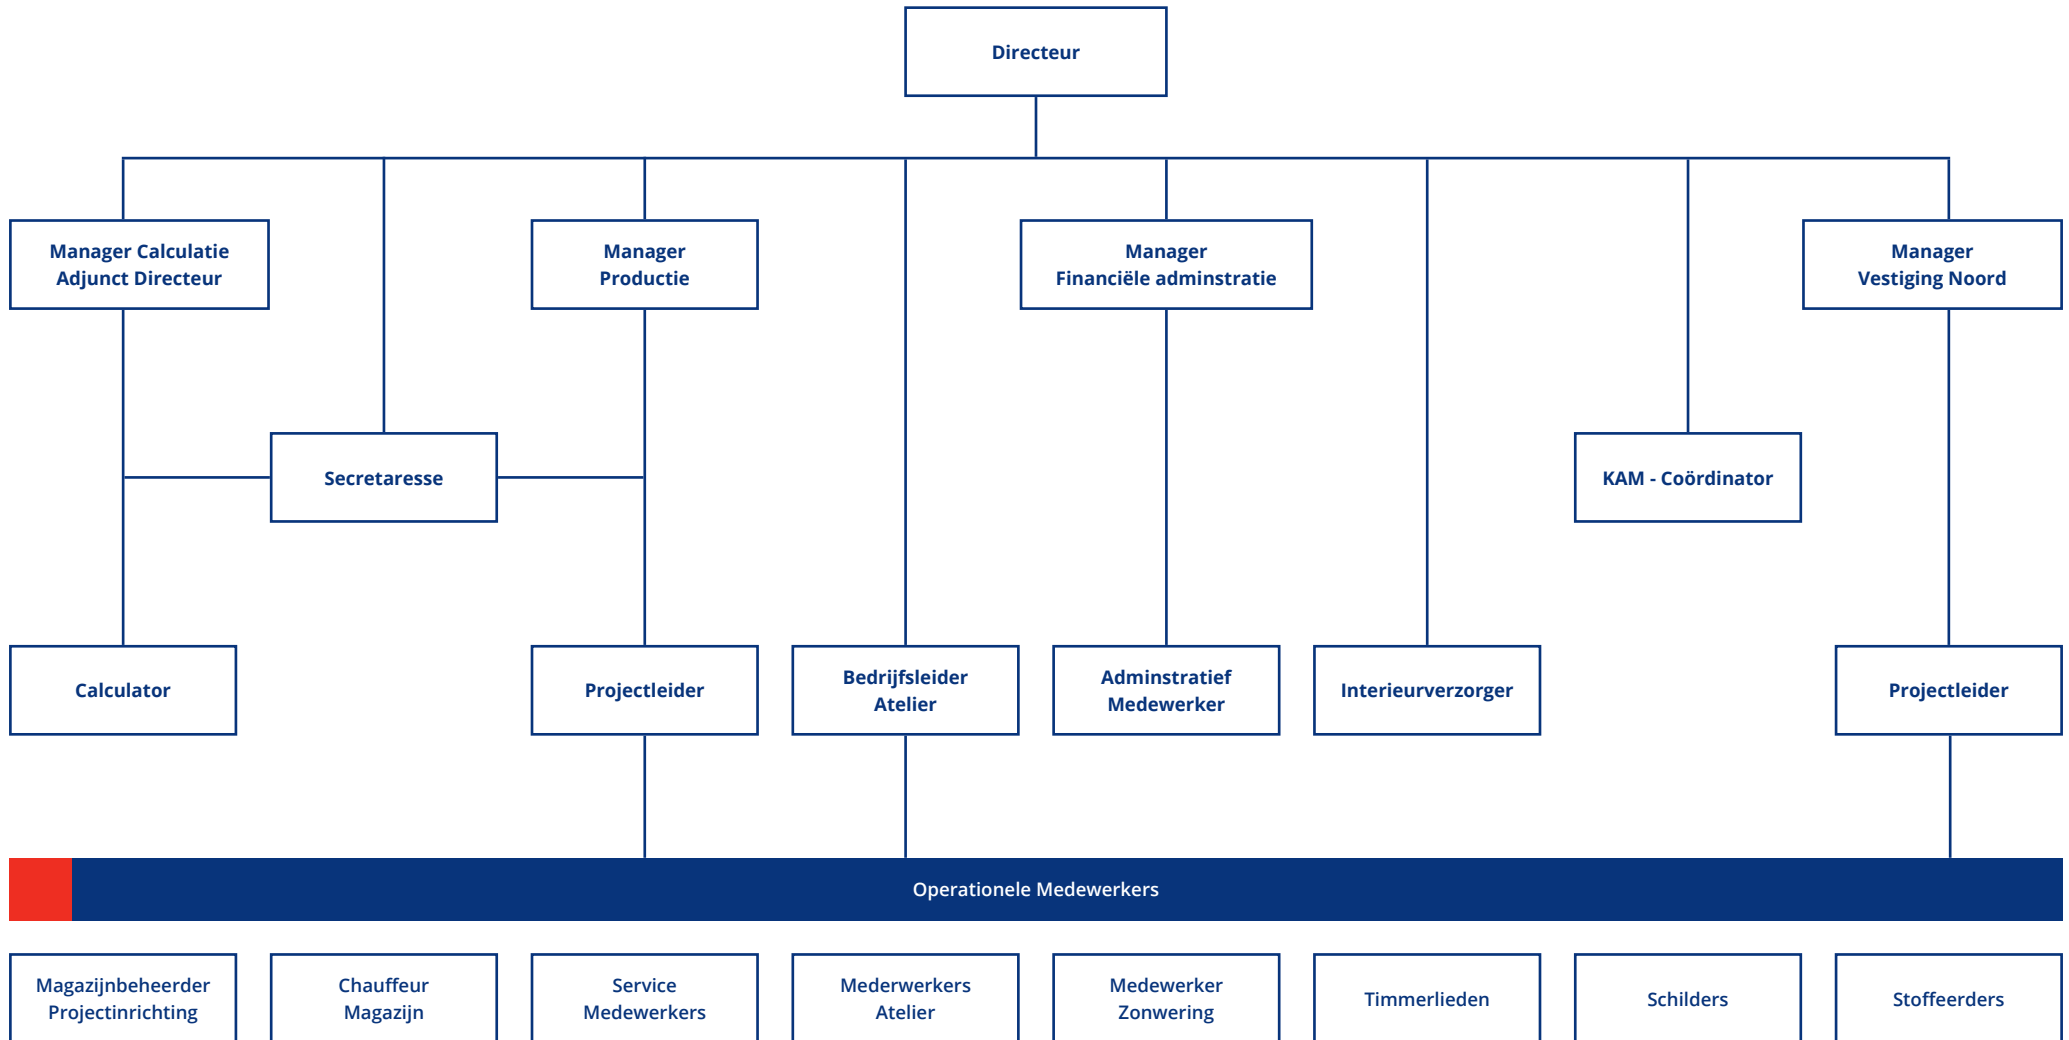 Directeur
Manager Calculatie
Adjunct Directeur
Manager
Productie
Manager
Financiële adminstratie
Manager
Vestiging Noord
Secretaresse
KAM - Coördinator
Calculator
Projectleider
Bedrijfsleider
Atelier
Adminstratief
Medewerker
Interieurverzorger
Projectleider
Operationele Medewerkers
Magazijnbeheerder
Projectinrichting
Chauffeur
Magazijn
Service
Medewerkers
Mederwerkers
Atelier
Medewerker
Zonwering
Timmerlieden
Schilders
Stoffeerders